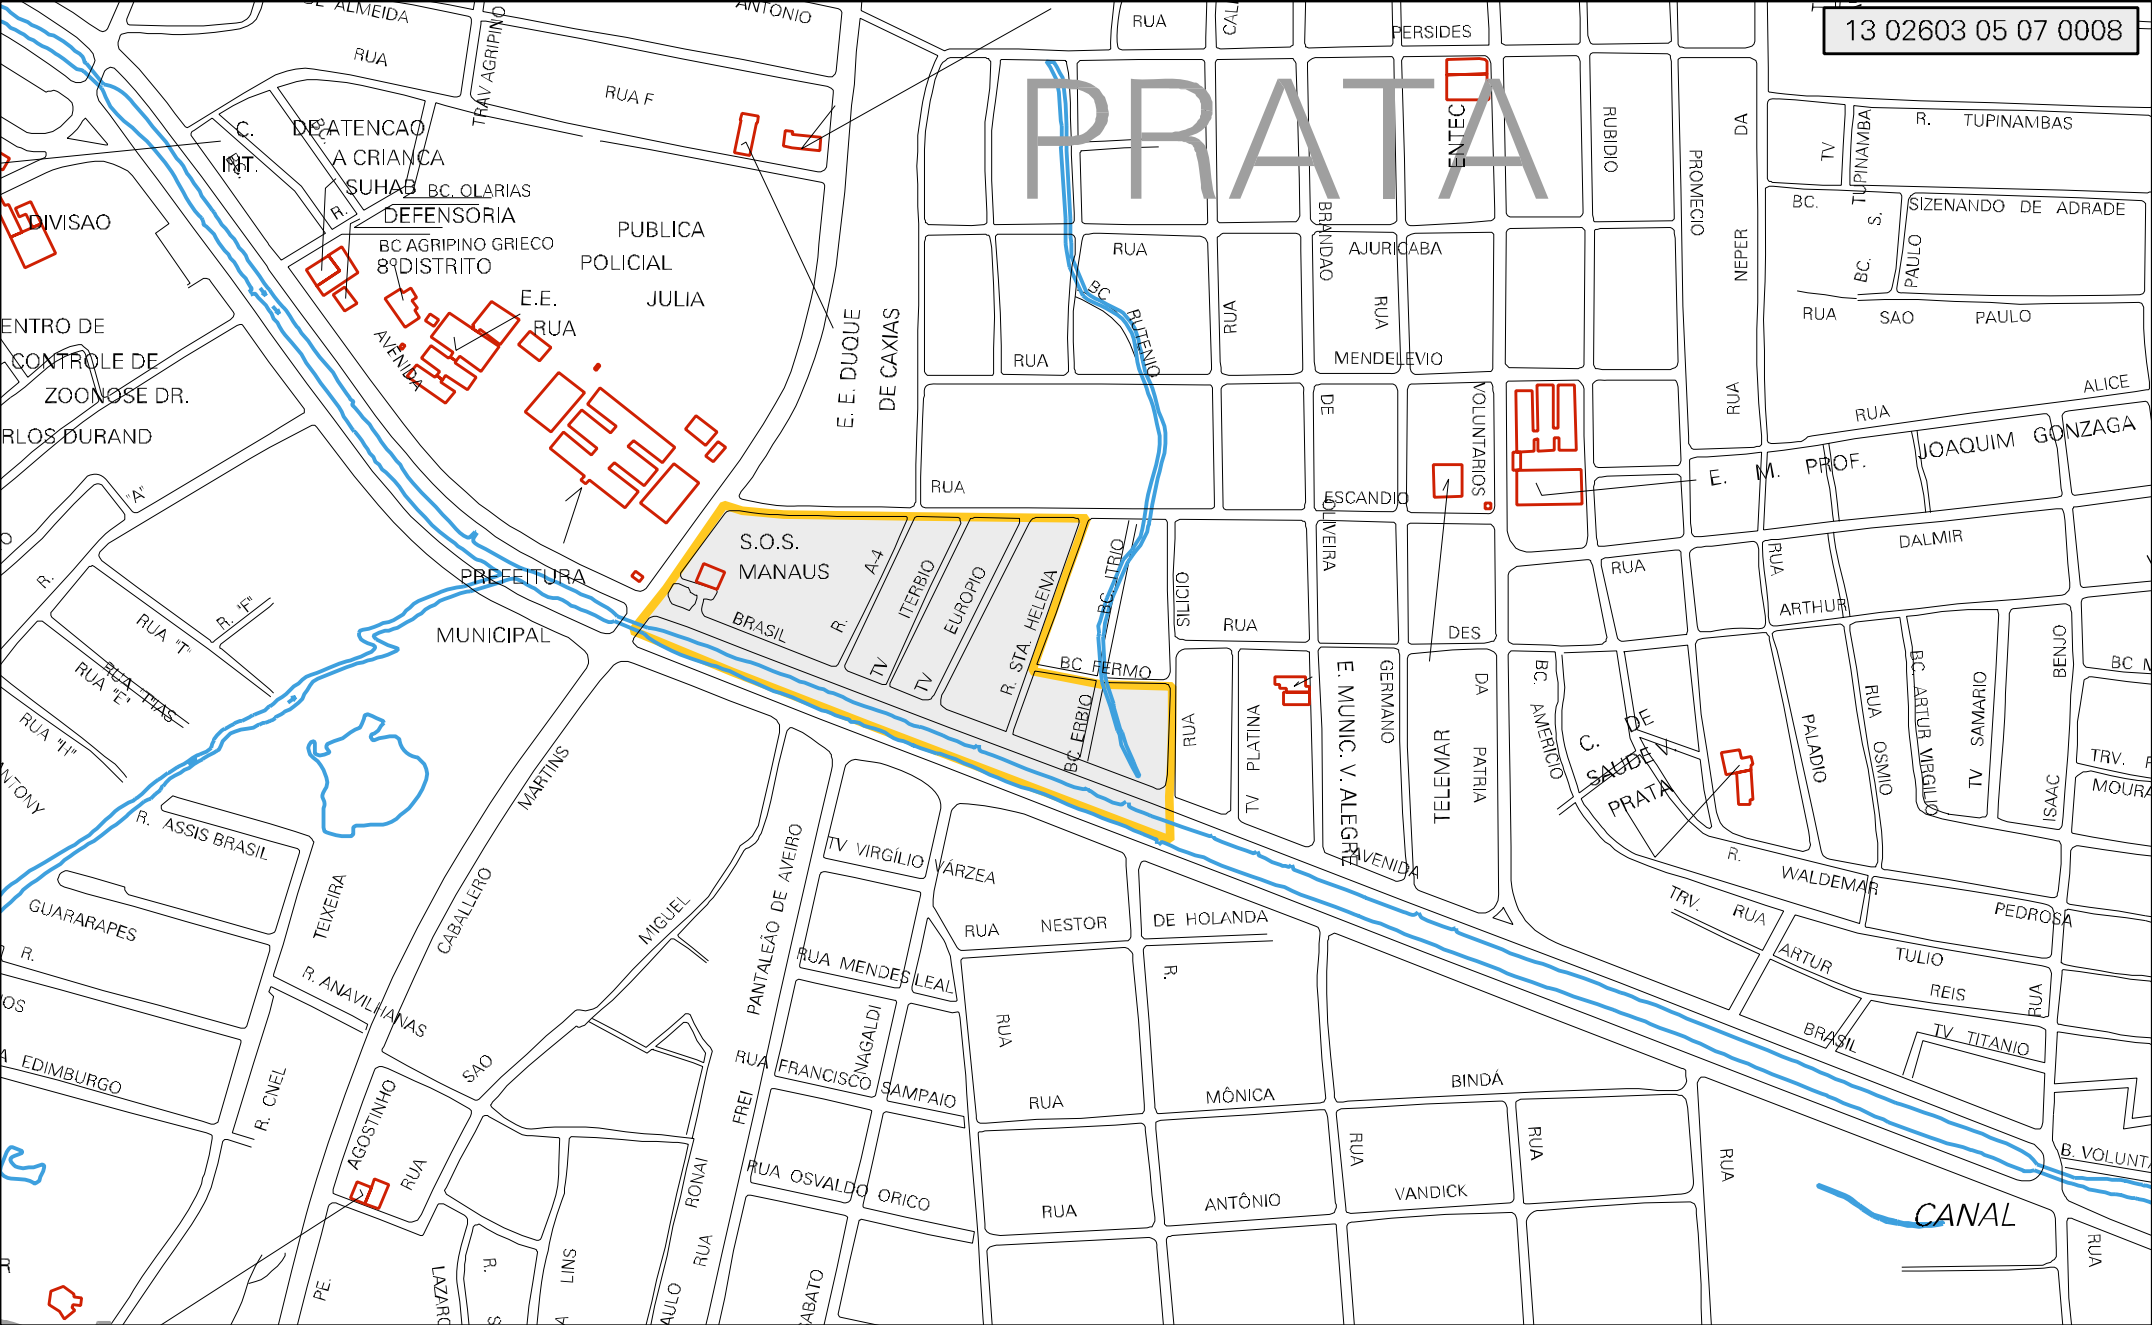 13 02603 05 07 0008
PRATA
ALMEIDA
RUA
TRAV AGRIPINO
ANTONIO
RUA F
RUA
PERSIDES
C. DE ATENCAO
A CRIANCA
INT.
SUHAB
BC. OLARIAS
R.
DEFENSORIA
PUBLICA
BC AGRIPINO GRIECO
8º DISTRITO
POLICIAL
E.E.
JULIA
RUA
AVENIDA
DIVISAO
ENTRO DE
CONTROLE DE
ZOONOSE DR.
RLOS DURAND
"A"
R.
E. E. DUQUE
DE CAXIAS
ENTEC
RUBIDIO
PROMECIO
DA
NEPER
RUA
R. TUPINAMBAS
TV
TUPINAMBA
BC.
S.
SIZENANDO DE ADRADE
BC.
PAULO
RUA SAO PAULO
RUA
BRANDAO
AJURICABA
BC
RUTENIO
RUA
RUA
RUA
MENDELEVIO
DE
VOLUNTARIOS
RUA
ALICE
E. M. PROF.
JOAQUIM GONZAGA
RUA
ESCANDIO
OLIVEIRA
DALMIR
RUA
RUA
ARTHUR
S.O.S.
MANAUS
A-4
R.
ITERBIO
TV
EUROPIO
TV
R. STA. HELENA
BC. ITRIO
SILICIO
RUA
DES
BRASIL
BC FERMO
BC. ERBIO
RUA
TV PLATINA
E. MUNIC. V. ALEGRE
GERMANO
TELEMAR
DA
PATRIA
BC. AMERICIO
C. DE
SAUDE V.
PRATA
PALADIO
RUA OSMIO
BC. ARTUR VIRGILIO
TV SAMARIO
BENJO
ISAAC
BC M
TRV.
MOURA
PREFEITURA
MUNICIPAL
R. "F"
RUA "T"
RUA "E"
RUA "H"
ANTONY
R. ASSIS BRASIL
MARTINS
CABALLERO
TEIXEIRA
GUARARAPES
R.
R. ANAVILHANAS
EDIMBURGO
R. CNEL
AGOSTINHO
RUA
SAO
MIGUEL
PANTALEÃO DE AVEIRO
FREI
TV VIRGÍLIO VÁRZEA
AVENIDA
RUA NESTOR DE HOLANDA
R.
RUA MENDES LEAL
NAGALDI
RUA
RUA FRANCISCO SAMPAIO
RUA MÔNICA BINDÁ
RUA OSVALDO ORICO
RUA ANTÔNIO VANDICK
RUA
RUA
RUA
RONAI
RUA
R.
WALDEMAR
PEDROSA
TRV. RUA
ARTUR
TULIO
REIS
RUA
BRASIL
TV TITANIO
B. VOLUNTA
CANAL
RUA
PE.
LAZARO
R.
S
LINS
AULO
ABATO